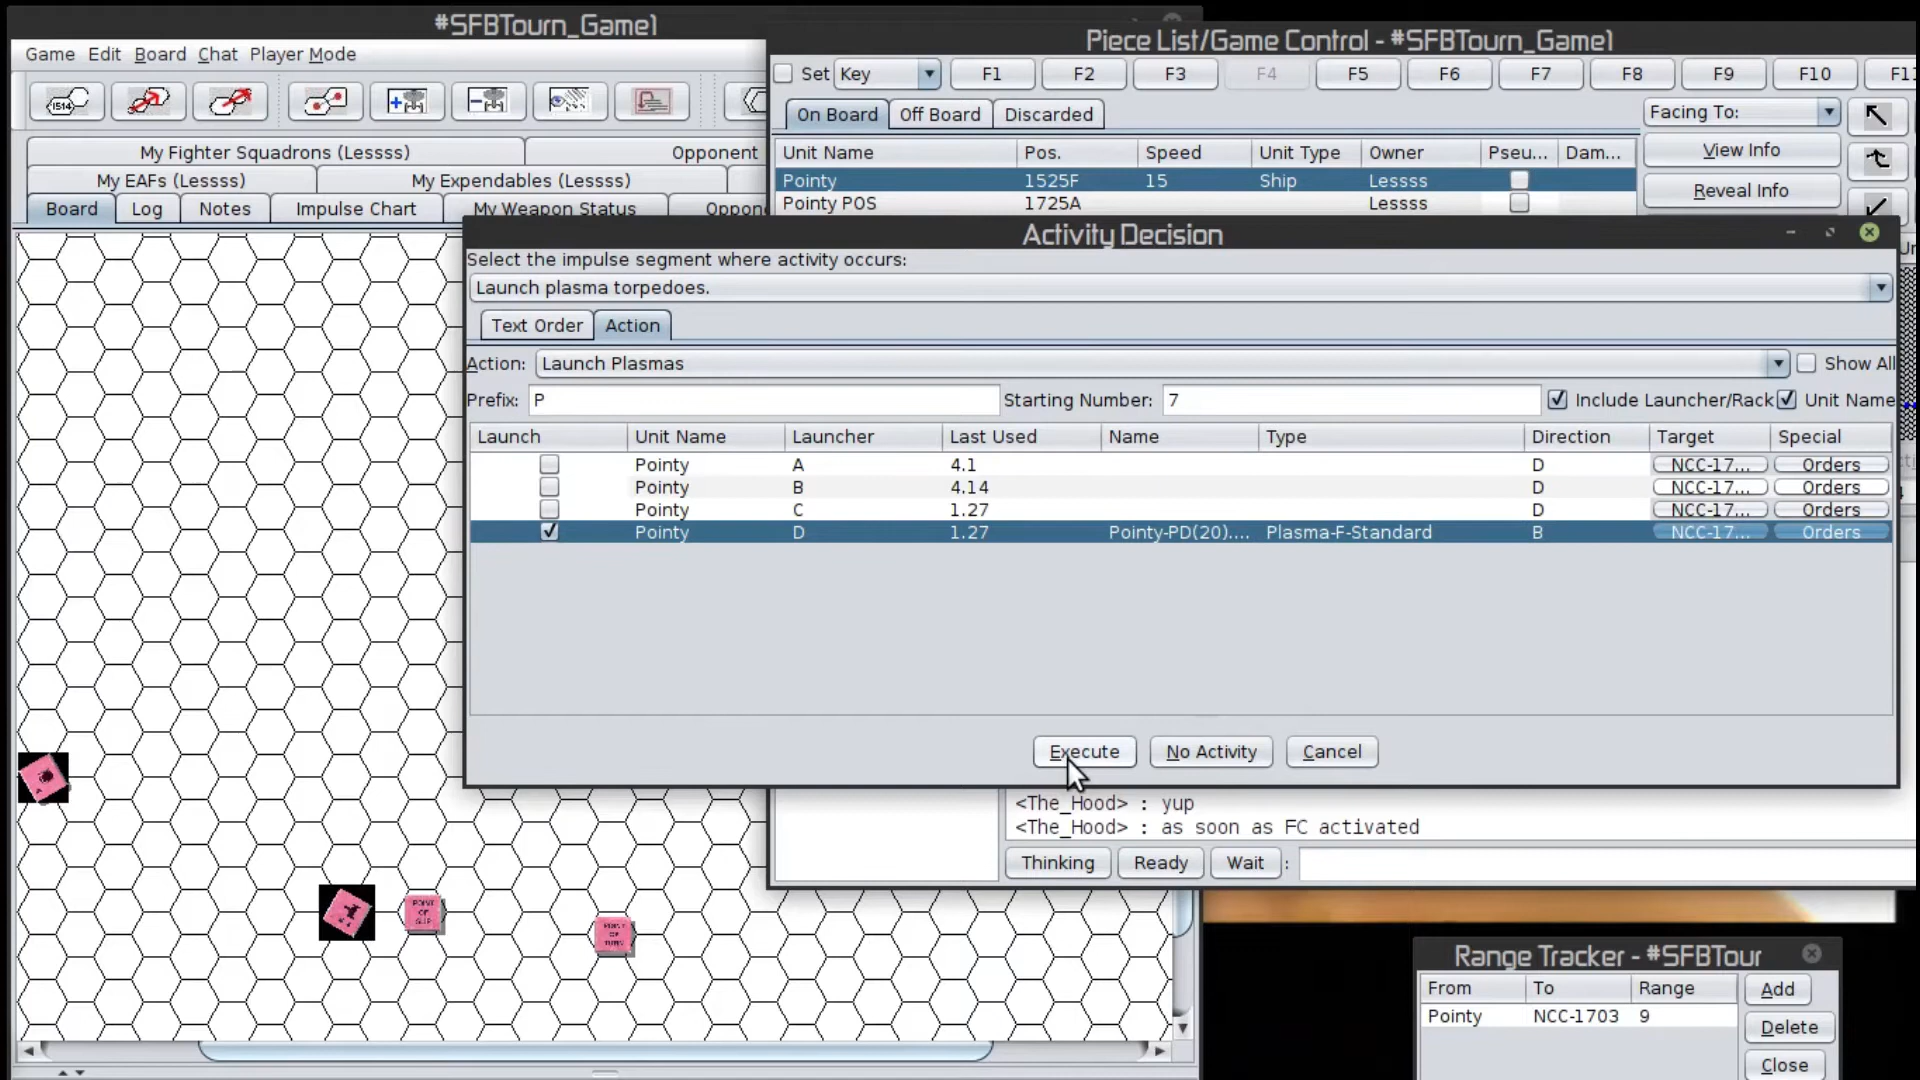 #SFBTourn_Game1
Game Edit Board Chat Player Mode
My Fighter Squadrons (Lessss) Opponent
My EAFs (Lessss) My Expendables (Lessss)
Board Log Notes Impulse Chart My Weapon Status Oppon
Piece List/Game Control - #SFBTourn_Game1
Set Key F1 F2 F3 F4 F5 F6 F7 F8 F9 F10 F1
On Board Off Board Discarded
Facing To:
View Info
Reveal Info
Unit Name Pos. Speed Unit Type Owner Pseu... Dam...
Pointy 1525F 15 Ship Lessss
Pointy POS 1725A Lessss
Activity Decision
Select the impulse segment where activity occurs:
Launch plasma torpedoes.
Text Order Action
Action: Launch Plasmas Show All
Prefix: P Starting Number: 7 Include Launcher/Rack Unit Name
Launch Unit Name Launcher Last Used Name Type Direction Target Special
Pointy A 4.1 D NCC-17... Orders
Pointy B 4.14 D NCC-17... Orders
Pointy C 1.27 D NCC-17... Orders
Pointy D 1.27 Pointy-PD(20).... Plasma-F-Standard B NCC-17... Orders
Execute No Activity Cancel
<The_Hood> : yup
<The_Hood> : as soon as FC activated
Thinking Ready Wait :
POINT
OF
SLIP
POINT
OF
TURN
Range Tracker - #SFBTour
From To Range
Pointy NCC-1703 9
Add
Delete
Close